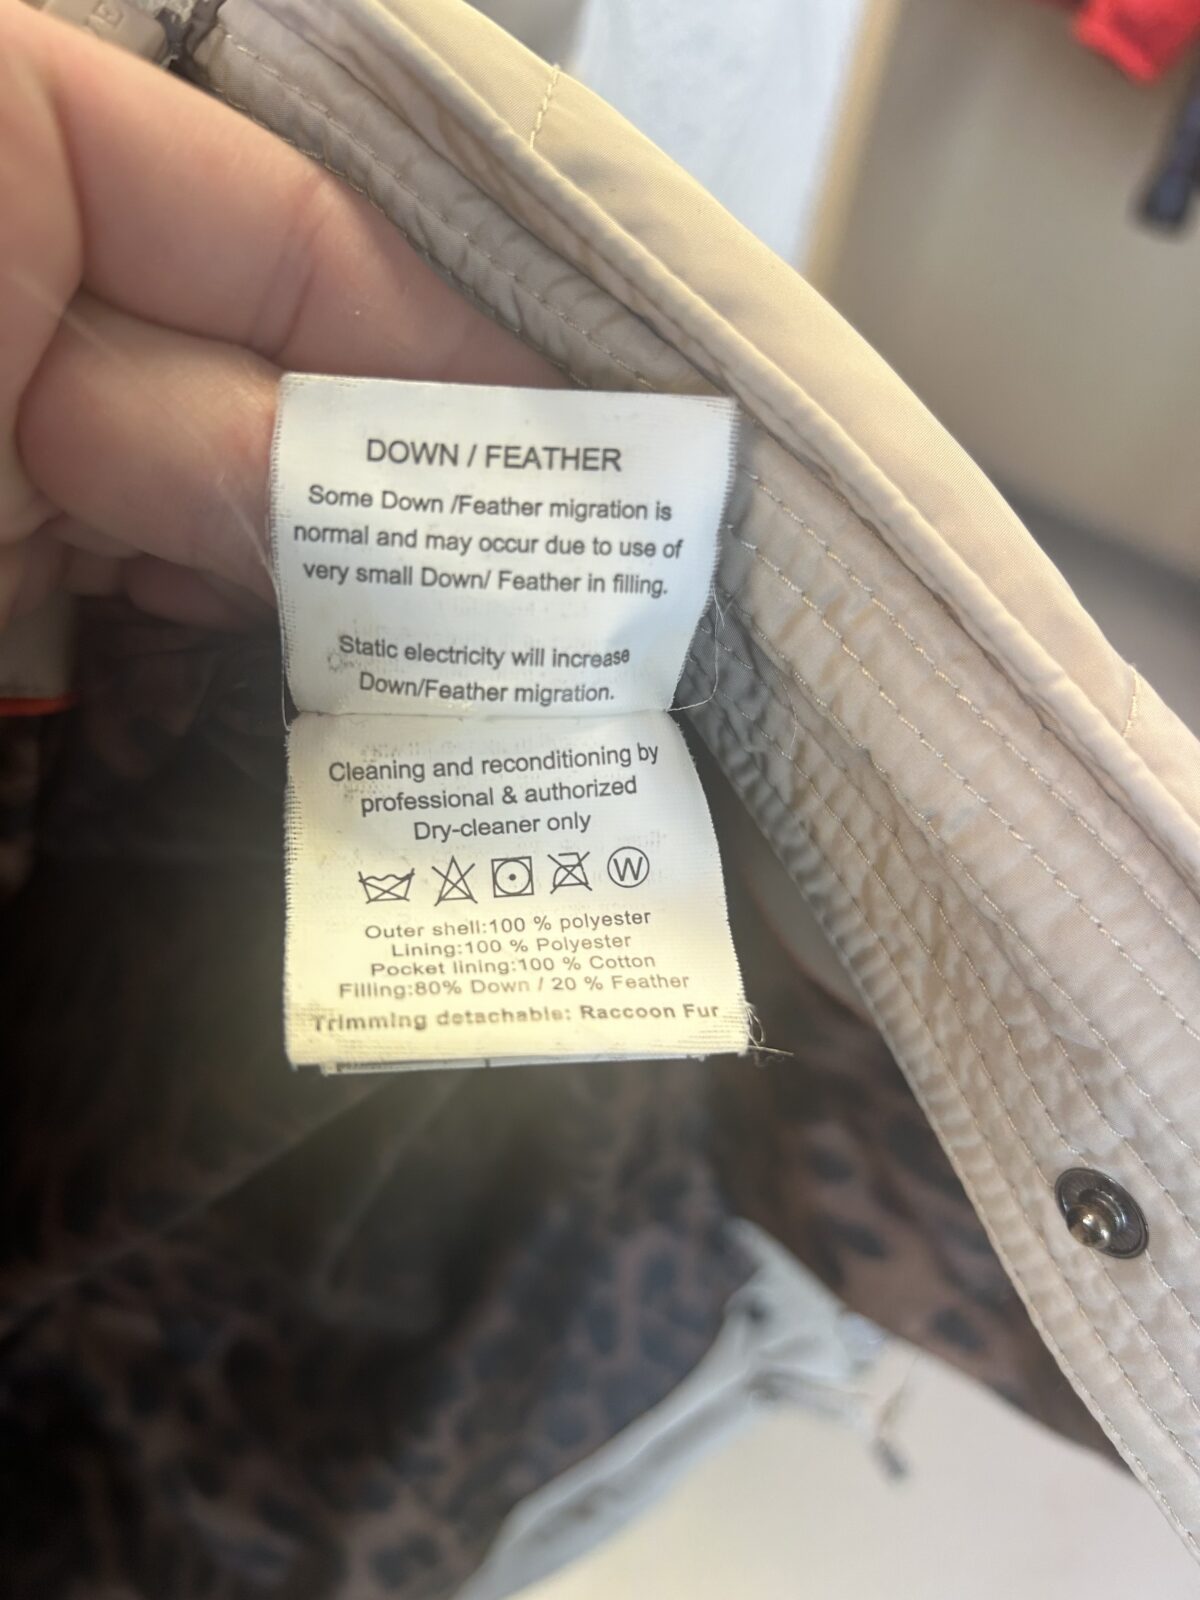 DOWN / FEATHER
Some Down /Feather migration is
normal and may occur due to use of
very small Down/ Feather in filling.
Static electricity will increase
Down/Feather migration.
Cleaning and reconditioning by
professional & authorized
Dry-cleaner only
W
Outer shell:100 % polyester
Lining:100 % Polyester
Pocket lining:100 % Cotton
Filling:80% Down / 20 % Feather
Trimming detachable: Raccoon Fur